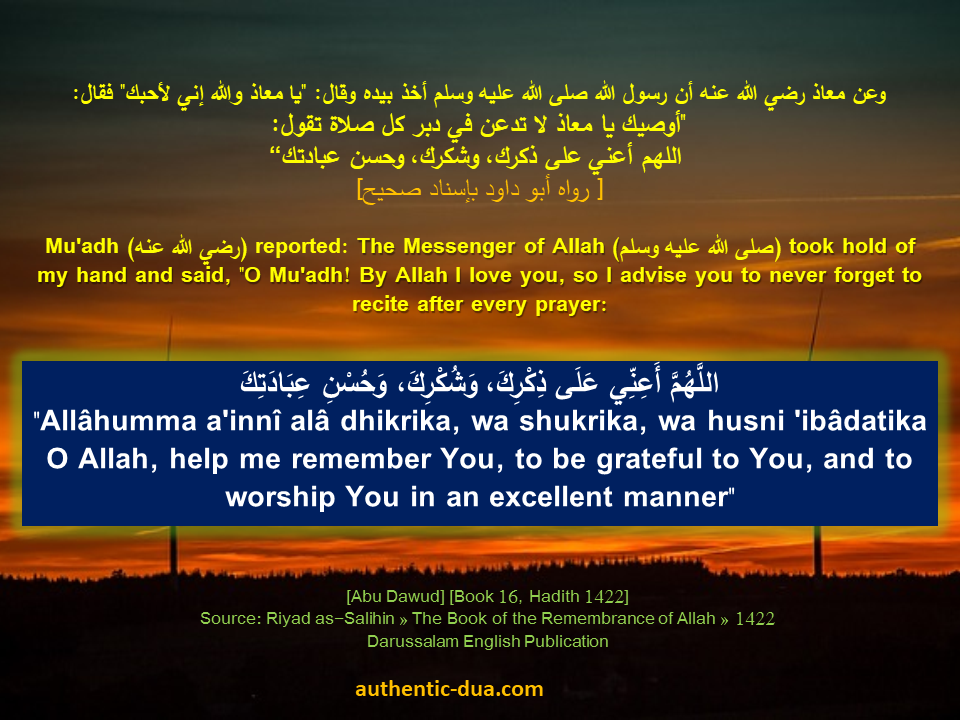 وعن معاذ رضي الله عنه أن رسول الله صلى الله عليه وسلم أخذ بيده وقال: "يا معاذ والله إني لأحبك" فقال:
"أوصيك يا معاذ لا تدعن في دبر كل صلاة تقول:
اللهم أعني على ذكرك، وشكرك، وحسن عبادتك“
[ رواه أبو داود بإسناد صحيح]
Mu'adh (رضي الله عنه) reported: The Messenger of Allah (صلى الله عليه وسلم) took hold of
my hand and said, "O Mu'adh! By Allah I love you, so I advise you to never forget to
recite after every prayer:
اللَّهُمَّ أَعِنِّي عَلَى ذِكْرِكَ، وَشُكْرِكَ، وَحُسْنِ عِبَادَتِكَ
"Allâhumma a'innî alâ dhikrika, wa shukrika, wa husni 'ibâdatika
O Allah, help me remember You, to be grateful to You, and to
worship You in an excellent manner"
[Abu Dawud] [Book 16, Hadith 1422]
Source: Riyad as-Salihin » The Book of the Remembrance of Allah » 1422
Darussalam English Publication
authentic-dua.com